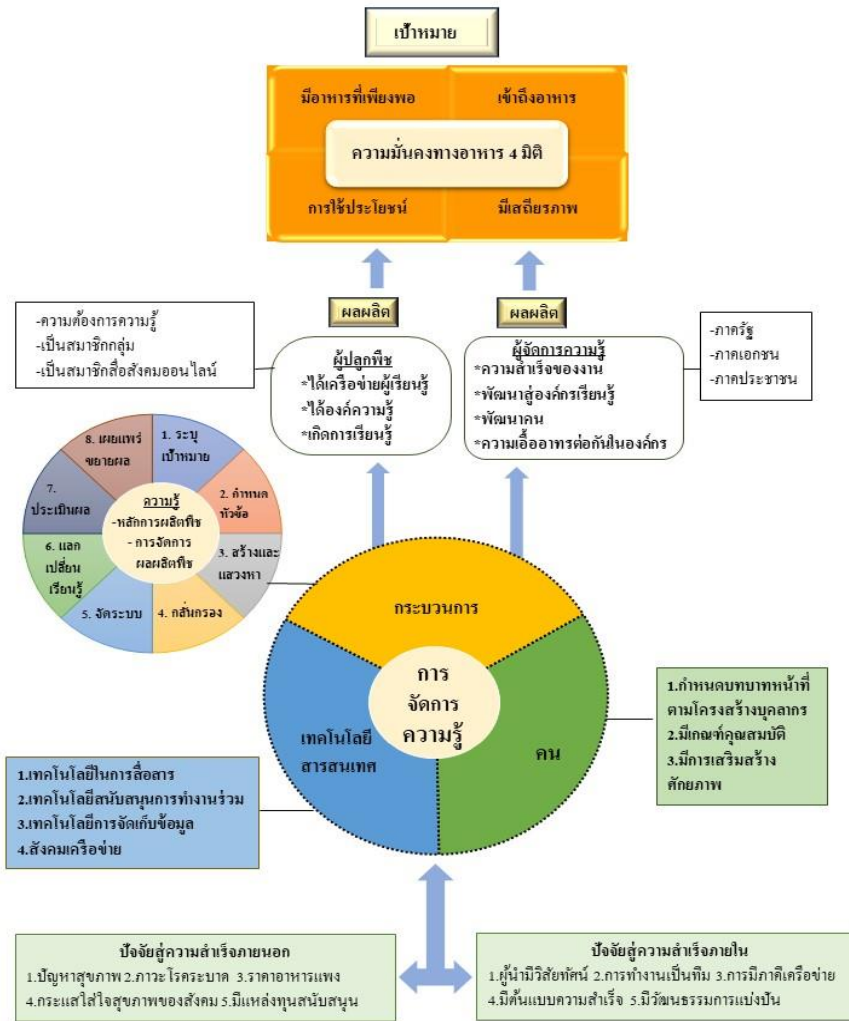 เป้าหมาย
มีอาหารที่เพียงพอ
เข้าถึงอาหาร
ความมั่นคงทางอาหาร 4 มิติ
การใช้ประโยชน์
มีเสถียรภาพ
ผลผลิต
ผลผลิต
-ความต้องการความรู้
-เป็นสมาชิกกลุ่ม
-เป็นสมาชิกสื่อสังคมออนไลน์
ผู้ปลูกพืช
*ได้เครือข่ายผู้เรียนรู้
*ได้องค์ความรู้
*เกิดการเรียนรู้
ผู้จัดการความรู้
*ความสำเร็จของงาน
*พัฒนาสู่องค์กรเรียนรู้
*พัฒนาคน
*ความเอื้ออาทรต่อกันในองค์กร
-ภาครัฐ
-ภาคเอกชน
-ภาคประชาชน
1. ระบุ
เป้าหมาย
2. กำหนด
หัวข้อ
3. สร้างและ
แสวงหา
4. กลั่นกรอง
5. จัดระบบ
6. แลก
เปลี่ยน
เรียนรู้
7.
ประเมินผล
8. เผยแพร่
ขยายผล
ความรู้
-หลักการผลิตพืช
- การจัดการ
ผลผลิตพืช
กระบวนการ
การ
จัดการ
ความรู้
เทคโนโลยี
สารสนเทศ
คน
1.กำหนดบทบาทหน้าที่
ตามโครงสร้างบุคลากร
2.มีเกณฑ์คุณสมบัติ
3.มีการเสริมสร้าง
ศักยภาพ
1.เทคโนโลยีในการสื่อสาร
2.เทคโนโลยีสนับสนุนการทำงานร่วม
3.เทคโนโลยีการจัดเก็บข้อมูล
4.สังคมเครือข่าย
ปัจจัยสู่ความสำเร็จภายนอก
1.ปัญหาสุขภาพ 2.ภาวะโรคระบาด 3.ราคาอาหารแพง
4.กระแสใส่ใจสุขภาพของสังคม 5.มีแหล่งทุนสนับสนุน
ปัจจัยสู่ความสำเร็จภายใน
1.ผู้นำมีวิสัยทัศน์ 2.การทำงานเป็นทีม 3.การมีภาคีเครือข่าย
4.มีต้นแบบความสำเร็จ 5.มีวัฒนธรรมการแบ่งปัน